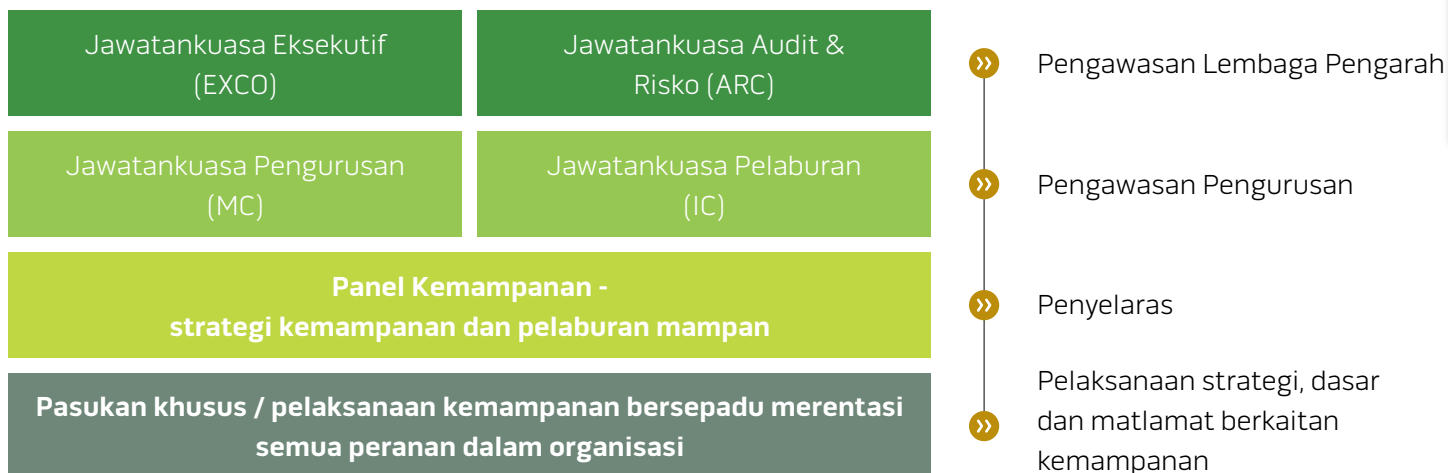 Jawatankuasa Eksekutif
(EXCO)
Jawatankuasa Audit &
Risko (ARC)
Pengawasan Lembaga Pengarah
Jawatankuasa Pengurusan
(MC)
Jawatankuasa Pelaburan
(IC)
Pengawasan Pengurusan
Panel Kemampanan -
strategi kemampanan dan pelaburan mampan
Penyelaras
Pasukan khusus / pelaksanaan kemampanan bersepadu merentasi
semua peranan dalam organisasi
Pelaksanaan strategi, dasar
dan matlamat berkaitan
kemampanan